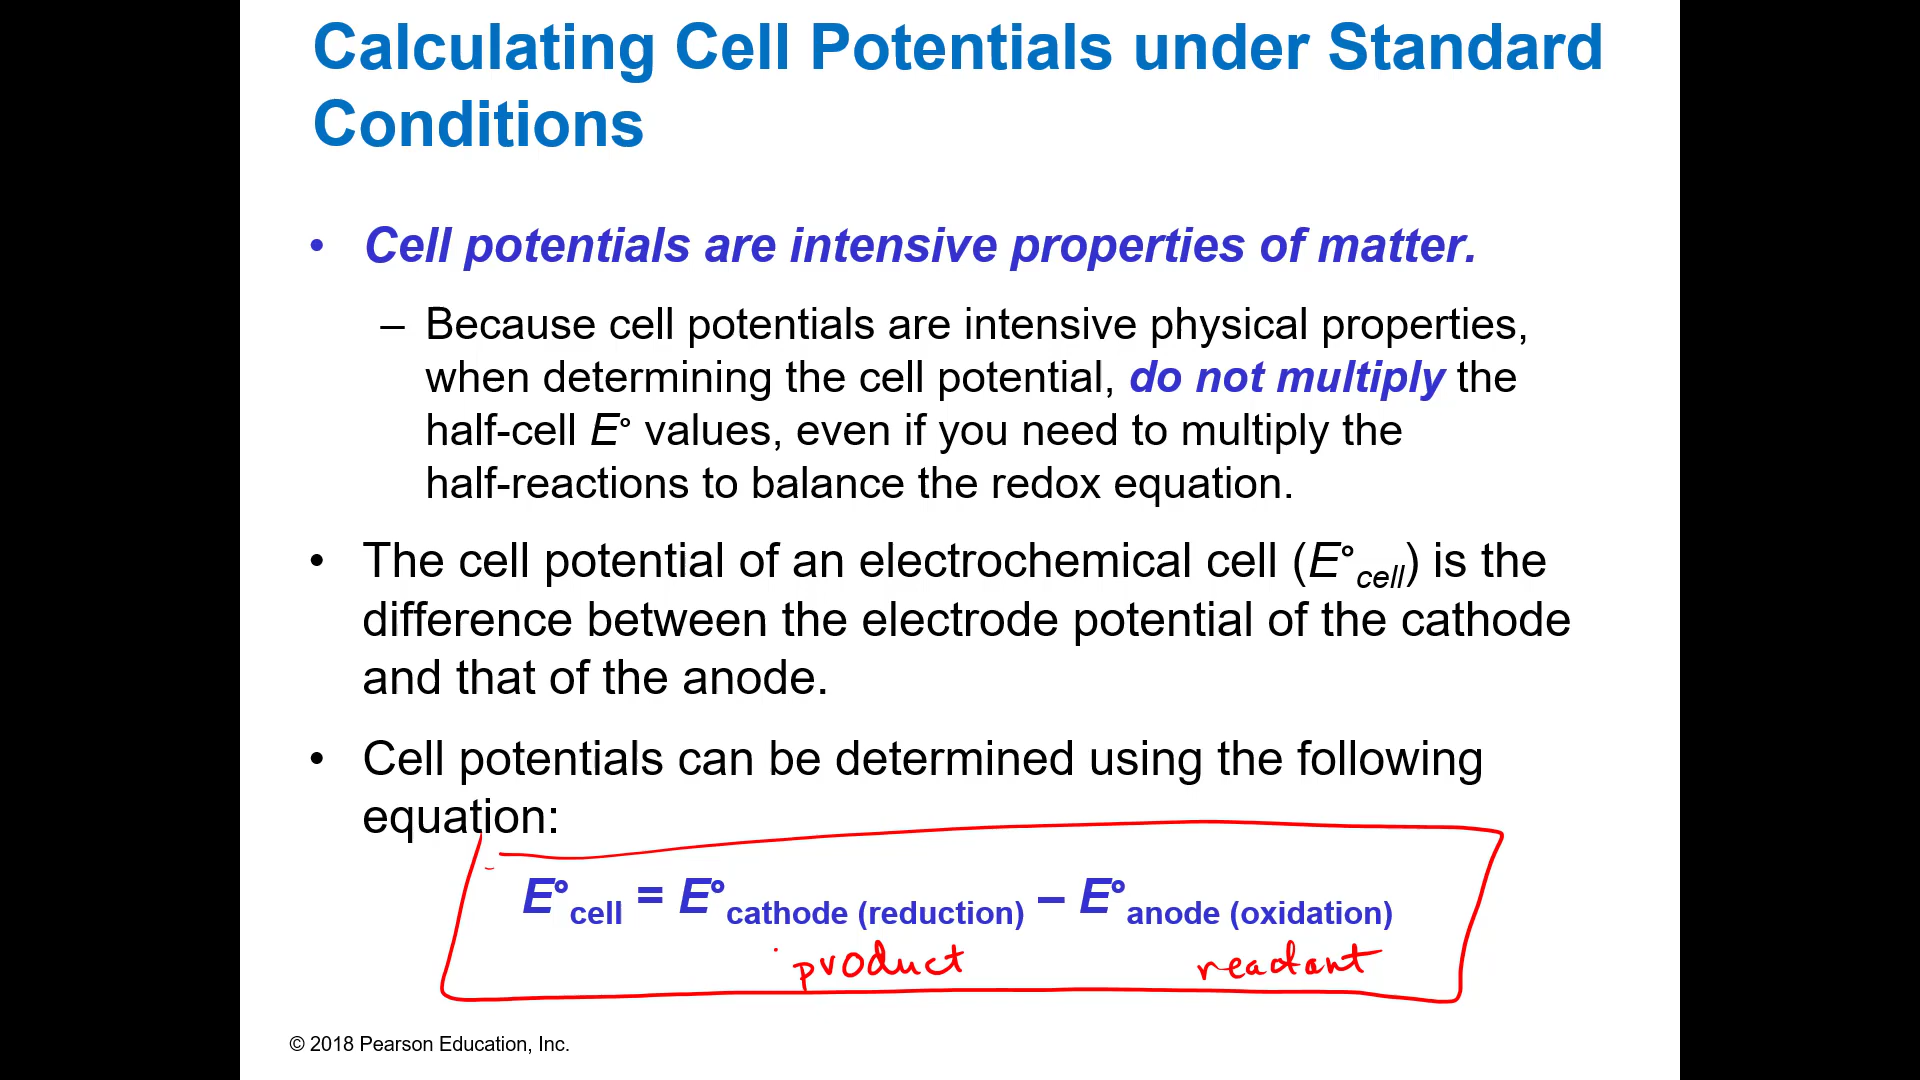 Calculating Cell Potentials under Standard
Conditions
• Cell potentials are intensive properties of matter.
– Because cell potentials are intensive physical properties,
when determining the cell potential, do not multiply the
half-cell E° values, even if you need to multiply the
half-reactions to balance the redox equation.
• The cell potential of an electrochemical cell (E°cell) is the
difference between the electrode potential of the cathode
and that of the anode.
• Cell potentials can be determined using the following
equation:
E°cell = E°cathode (reduction) – E°anode (oxidation)
product reactant
© 2018 Pearson Education, Inc.